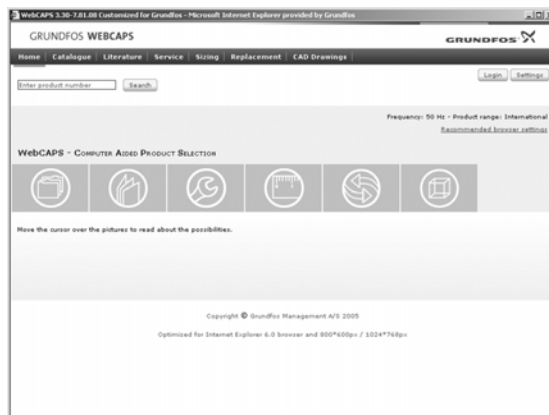 WebCAPS 3.30-7.01.08 Customized for Grundfos - Microsoft Internet Explorer provided by Grundfos
GRUNDFOS WEBCAPS
GRUNDFOS
Home Catalogue Literature Service Sizing Replacement CAD Drawings
Login Settings
Enter product number Search
Frequency: 50 Hz - Product range: International
Recommended browser settings
WebCAPS - Computer Aided Product Selection
Move the cursor over the pictures to read about the possibilities.
Copyright © Grundfos Management A/S 2005
Optimized for Internet Explorer 6.0 browser and 800*600px / 1024*768px